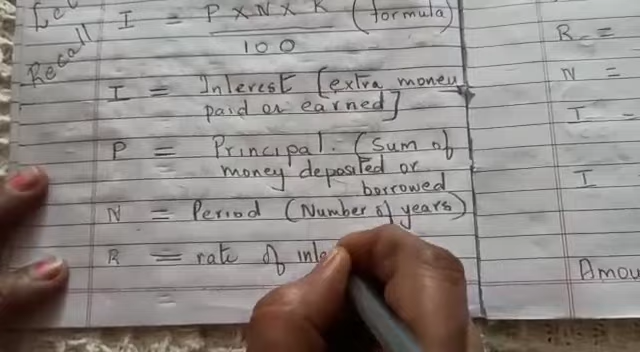 Recall
I = P x N x R (formula)
100
I = Interest [extra money
paid or earned]
P = Principal. (Sum of
money deposited or
borrowed
N = Period (Number of years)
R = rate of inte
=
R =
N =
I =
I
Amou